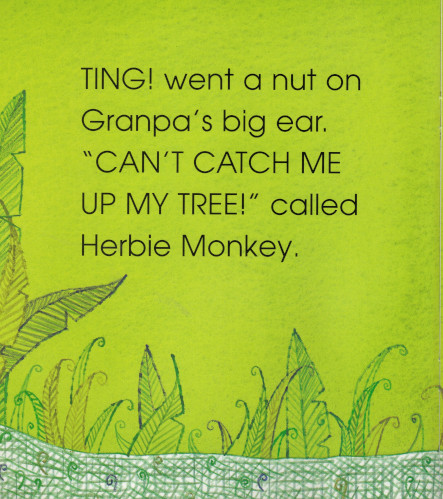 TING! went a nut on
Granpa's big ear.
“CAN'T CATCH ME
UP MY TREE!” called
Herbie Monkey.